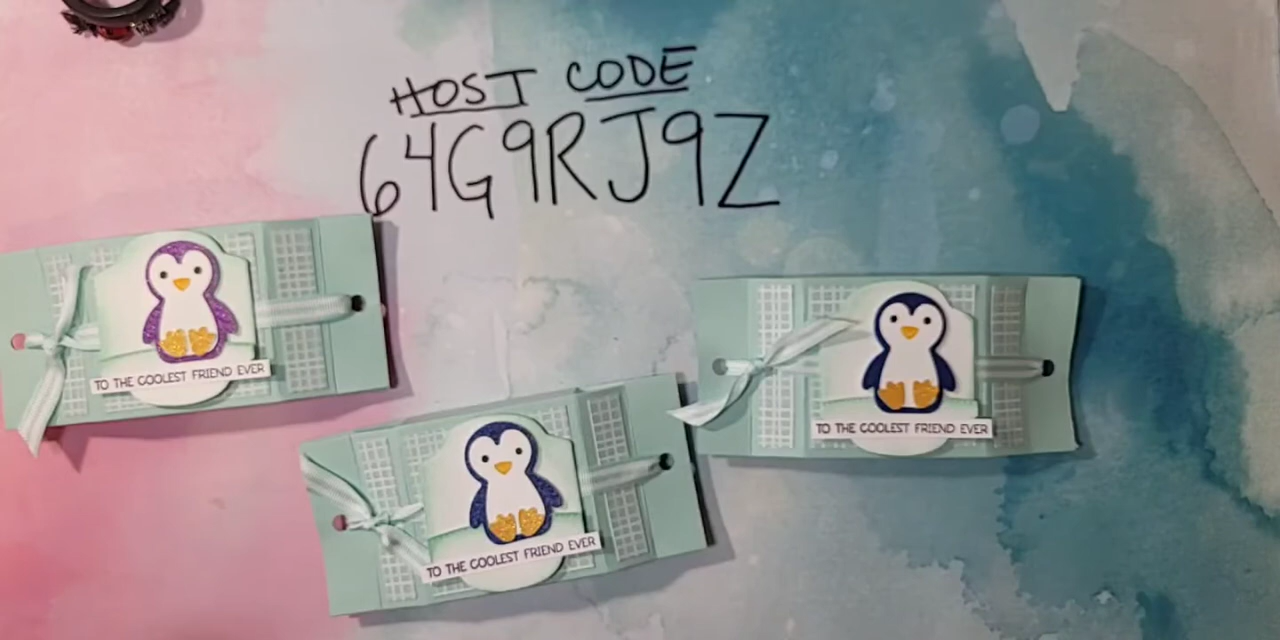 HOST CODE
64G9RJ9Z
TO THE COOLEST FRIEND EVER
TO THE COOLEST FRIEND EVER
TO THE COOLEST FRIEND EVER